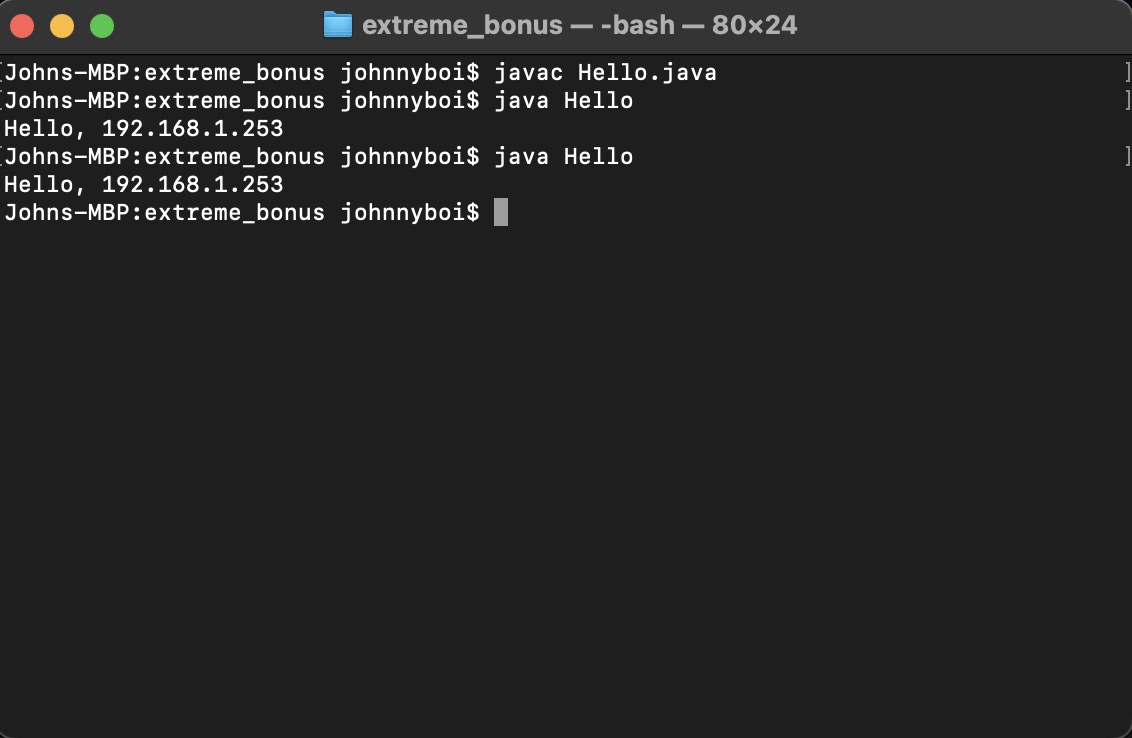 extreme_bonus — -bash — 80×24
[Johns-MBP:extreme_bonus johnnyboi$ javac Hello.java ]
[Johns-MBP:extreme_bonus johnnyboi$ java Hello ]
Hello, 192.168.1.253
[Johns-MBP:extreme_bonus johnnyboi$ java Hello ]
Hello, 192.168.1.253
Johns-MBP:extreme_bonus johnnyboi$